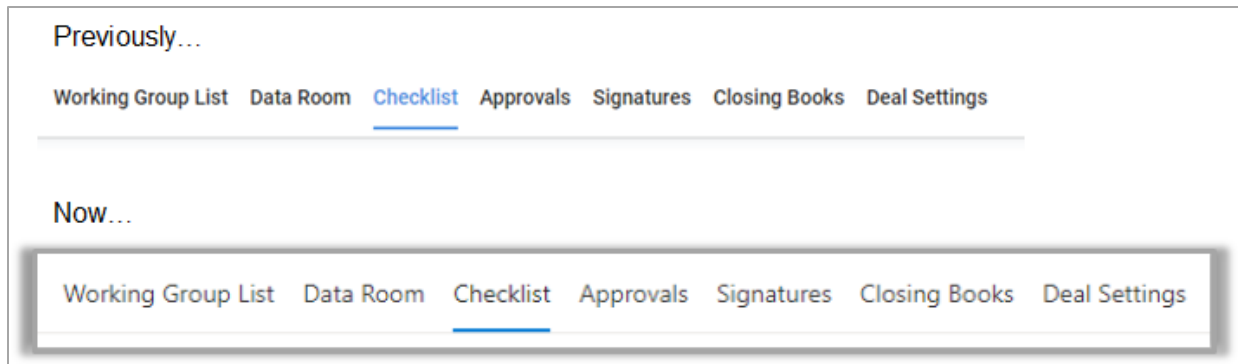 Previously...
Working Group List Data Room Checklist Approvals Signatures Closing Books Deal Settings
Now...
Working Group List Data Room Checklist Approvals Signatures Closing Books Deal Settings